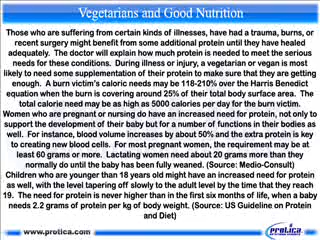 Vegetarians and Good Nutrition
Those who are suffering from certain kinds of illnesses, have had a trauma, burns, or
recent surgery might benefit from some additional protein until they have healed
adequately.  The doctor will explain how much protein is needed to meet the serious
needs for these conditions.  During illness or injury, a vegetarian or vegan is most
likely to need some supplementation of their protein to make sure that they are getting
enough.  A burn victim's caloric needs may be 118-210% over the Harris Benedict
equation when the burn is covering around 25% of their total body surface area.  The
total calorie need may be as high as 5000 calories per day for the burn victim.
Women who are pregnant or nursing do have an increased need for protein, not only to
support the development of their baby but for a number of functions in their bodies as
well.  For instance, blood volume increases by about 50% and the extra protein is key
to creating new blood cells.  For most pregnant women, the requirement may be at
least 60 grams or more.  Lactating women need about 20 grams more than they
normally do until the baby has been fully weaned. (Source: Medio-Consult)
Children who are younger than 18 years old might have an increased need for protein
as well, with the level tapering off slowly to the adult level by the time that they reach
19.  The need for protein is never higher than in the first six months of life, when a baby
needs 2.2 grams of protein per kg of body weight. (Source: US Guideline on Protein
and Diet)
www.protica.com
protica